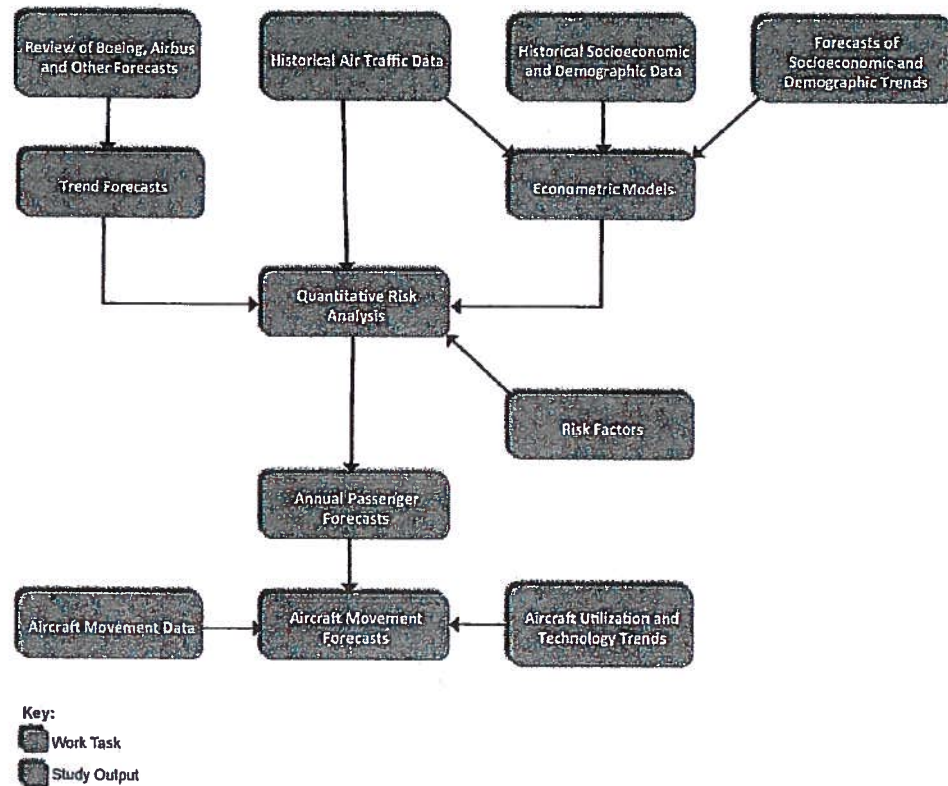 Review of Boeing, Airbus
and Other Forecasts
Historical Air Traffic Data
Historical Socioeconomic
and Demographic Data
Forecasts of
Socioeconomic and
Demographic Trends
Trend Forecasts
Econometric Models
Quantitative Risk
Analysis
Risk Factors
Annual Passenger
Forecasts
Aircraft Movement Data
Aircraft Movement
Forecasts
Aircraft Utilization and
Technology Trends
Key:
Work Task
Study Output